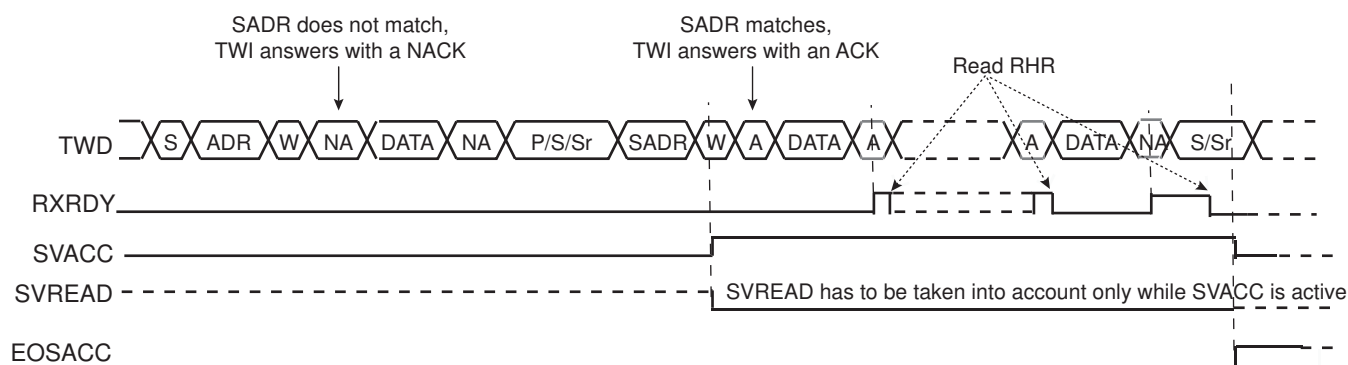 SADR does not match,
TWI answers with a NACK
SADR matches,
TWI answers with an ACK
Read RHR
TWD S ADR W NA DATA NA P/S/Sr SADR W A DATA A A DATA NA S/Sr
RXRDY
SVACC
SVREAD SVREAD has to be taken into account only while SVACC is active
EOSACC